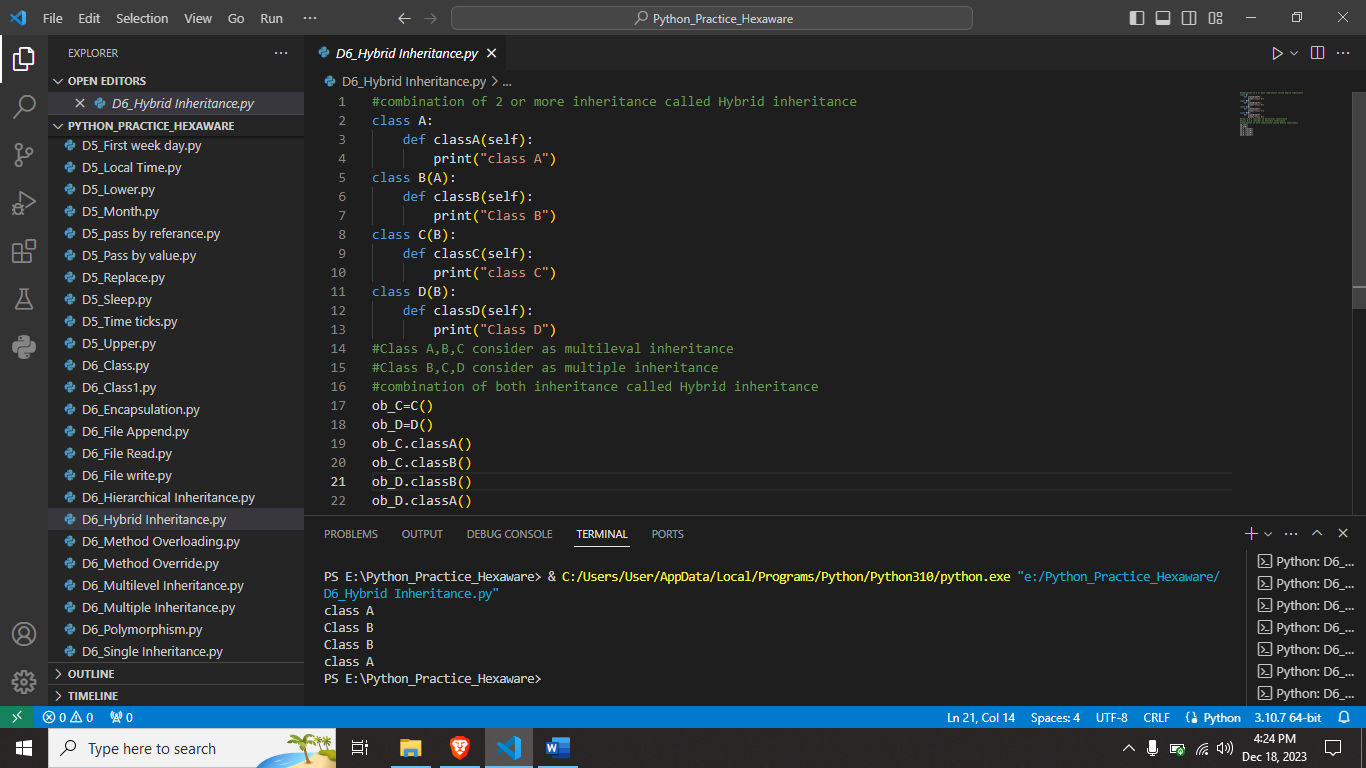 File Edit Selection View Go Run ··· Python_Practice_Hexaware
EXPLORER ···
OPEN EDITORS
D6_Hybrid Inheritance.py
PYTHON_PRACTICE_HEXAWARE
D5_First week day.py
D5_Local Time.py
D5_Lower.py
D5_Month.py
D5_pass by referance.py
D5_Pass by value.py
D5_Replace.py
D5_Sleep.py
D5_Time ticks.py
D5_Upper.py
D6_Class.py
D6_Class1.py
D6_Encapsulation.py
D6_File Append.py
D6_File Read.py
D6_File write.py
D6_Hierarchical Inheritance.py
D6_Hybrid Inheritance.py
D6_Method Overloading.py
D6_Method Override.py
D6_Multilevel Inheritance.py
D6_Multiple Inheritance.py
D6_Polymorphism.py
D6_Single Inheritance.py
OUTLINE
TIMELINE
D6_Hybrid Inheritance.py
D6_Hybrid Inheritance.py > ...
1 #combination of 2 or more inheritance called Hybrid inheritance
2 class A:
3     def classA(self):
4         print("class A")
5 class B(A):
6     def classB(self):
7         print("Class B")
8 class C(B):
9     def classC(self):
10         print("class C")
11 class D(B):
12     def classD(self):
13         print("Class D")
14 #Class A,B,C consider as multileval inheritance
15 #Class B,C,D consider as multiple inheritance
16 #combination of both inheritance called Hybrid inheritance
17 ob_C=C()
18 ob_D=D()
19 ob_C.classA()
20 ob_C.classB()
21 ob_D.classB()
22 ob_D.classA()
PROBLEMS OUTPUT DEBUG CONSOLE TERMINAL PORTS
PS E:\Python_Practice_Hexaware> & C:/Users/User/AppData/Local/Programs/Python/Python310/python.exe "e:/Python_Practice_Hexaware/
D6_Hybrid Inheritance.py"
class A
Class B
Class B
class A
PS E:\Python_Practice_Hexaware>
Python: D6_...
Python: D6_...
Python: D6_...
Python: D6_...
Python: D6_...
Python: D6_...
Python: D6_...
0 0 0 Ln 21, Col 14 Spaces: 4 UTF-8 CRLF Python 3.10.7 64-bit
Type here to search
4:24 PM
Dec 18, 2023